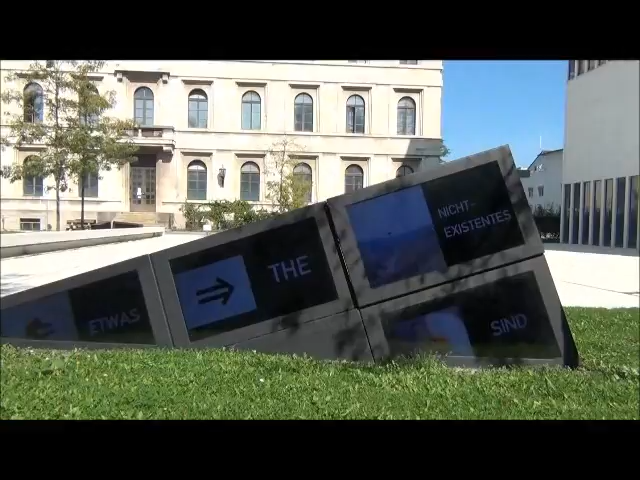 ETWAS
THE
NICHT-
EXISTENTES
SIND